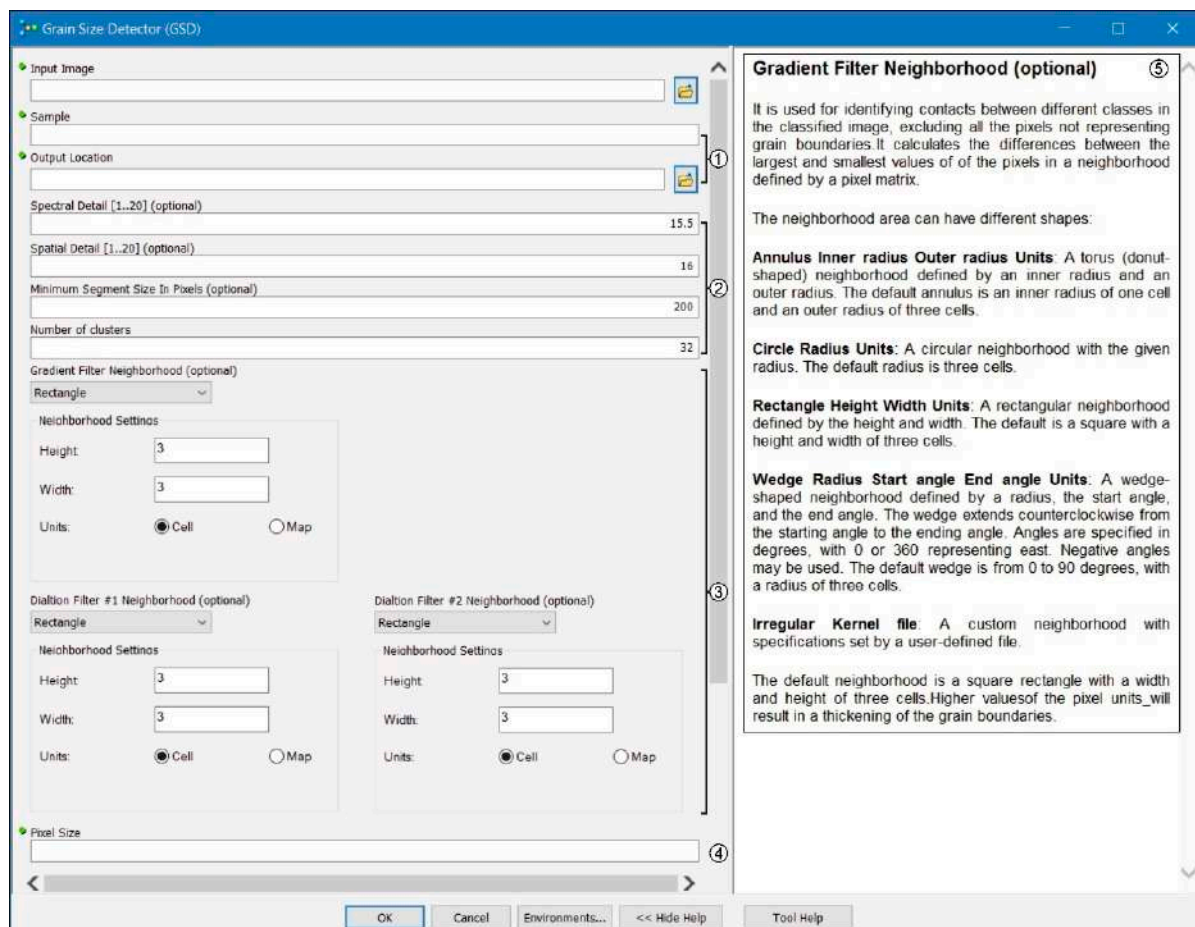 Grain Size Detector (GSD)
Input Image
Sample
Output Location
①
Spectral Detail [1..20] (optional)
15.5
Spatial Detail [1..20] (optional)
16
Minimum Segment Size In Pixels (optional)
②
200
Number of clusters
32
Gradient Filter Neighborhood (optional)
Rectangle
Neighborhood Settings
Height: 3
Width: 3
Units: Cell Map
③
Dialtion Filter #1 Neighborhood (optional)
Rectangle
Neighborhood Settings
Height: 3
Width: 3
Units: Cell Map
Dialtion Filter #2 Neighborhood (optional)
Rectangle
Neighborhood Settings
Height: 3
Width: 3
Units: Cell Map
Pixel Size
④
OK Cancel Environments... << Hide Help Tool Help
Gradient Filter Neighborhood (optional) ⑤
It is used for identifying contacts between different classes in
the classified image, excluding all the pixels not representing
grain boundaries.It calculates the differences between the
largest and smallest values of of the pixels in a neighborhood
defined by a pixel matrix.
The neighborhood area can have different shapes:
Annulus Inner radius Outer radius Units: A torus (donut-
shaped) neighborhood defined by an inner radius and an
outer radius. The default annulus is an inner radius of one cell
and an outer radius of three cells.
Circle Radius Units: A circular neighborhood with the given
radius. The default radius is three cells.
Rectangle Height Width Units: A rectangular neighborhood
defined by the height and width. The default is a square with a
height and width of three cells.
Wedge Radius Start angle End angle Units: A wedge-
shaped neighborhood defined by a radius, the start angle,
and the end angle. The wedge extends counterclockwise from
the starting angle to the ending angle. Angles are specified in
degrees, with 0 or 360 representing east. Negative angles
may be used. The default wedge is from 0 to 90 degrees, with
a radius of three cells.
Irregular Kernel file: A custom neighborhood with
specifications set by a user-defined file.
The default neighborhood is a square rectangle with a width
and height of three cells.Higher valuesof the pixel units_will
result in a thickening of the grain boundaries.